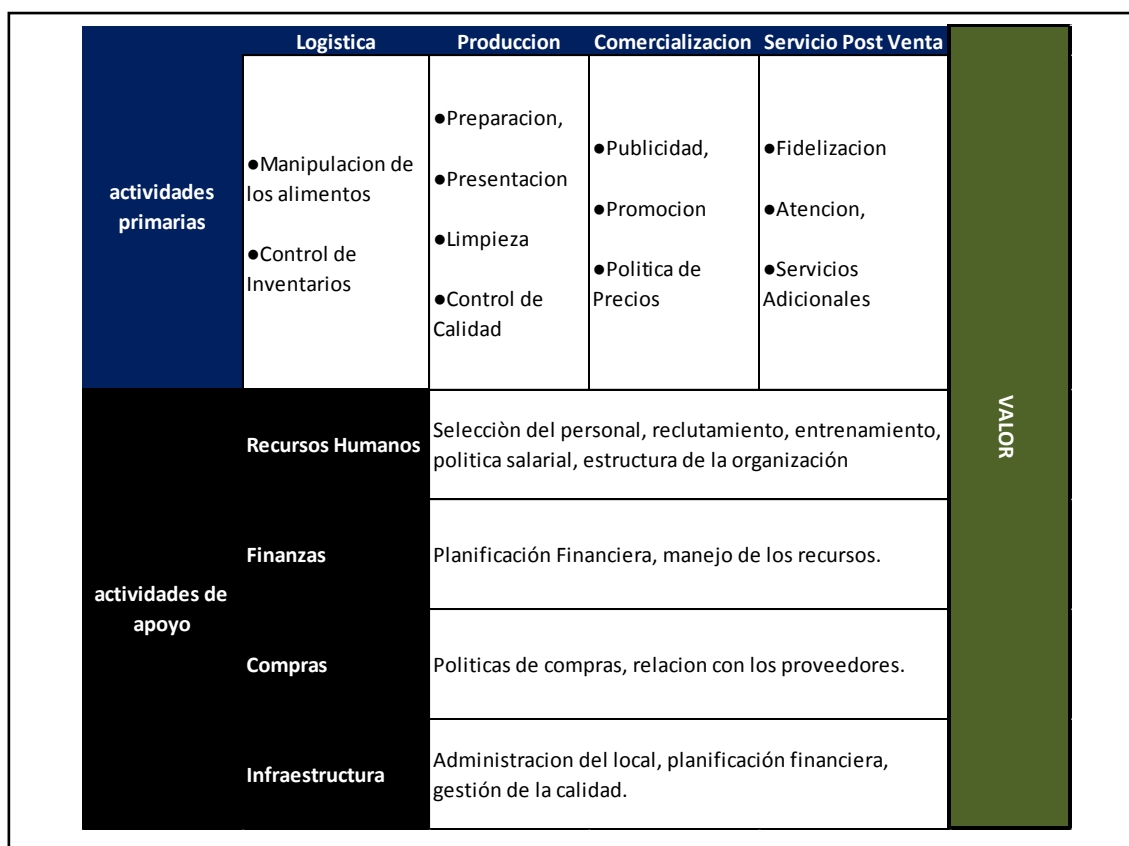 Logistica Produccion Comercializacion Servicio Post Venta
actividades
primarias
●Manipulacion de
los alimentos
●Control de
Inventarios
●Preparacion,
●Presentacion
●Limpieza
●Control de
Calidad
●Publicidad,
●Promocion
●Politica de
Precios
●Fidelizacion
●Atencion,
●Servicios
Adicionales
VALOR
actividades de
apoyo
Recursos Humanos
Selecciòn del personal, reclutamiento, entrenamiento,
politica salarial, estructura de la organización
Finanzas
Planificación Financiera, manejo de los recursos.
Compras
Politicas de compras, relacion con los proveedores.
Infraestructura
Administracion del local, planificación financiera,
gestión de la calidad.